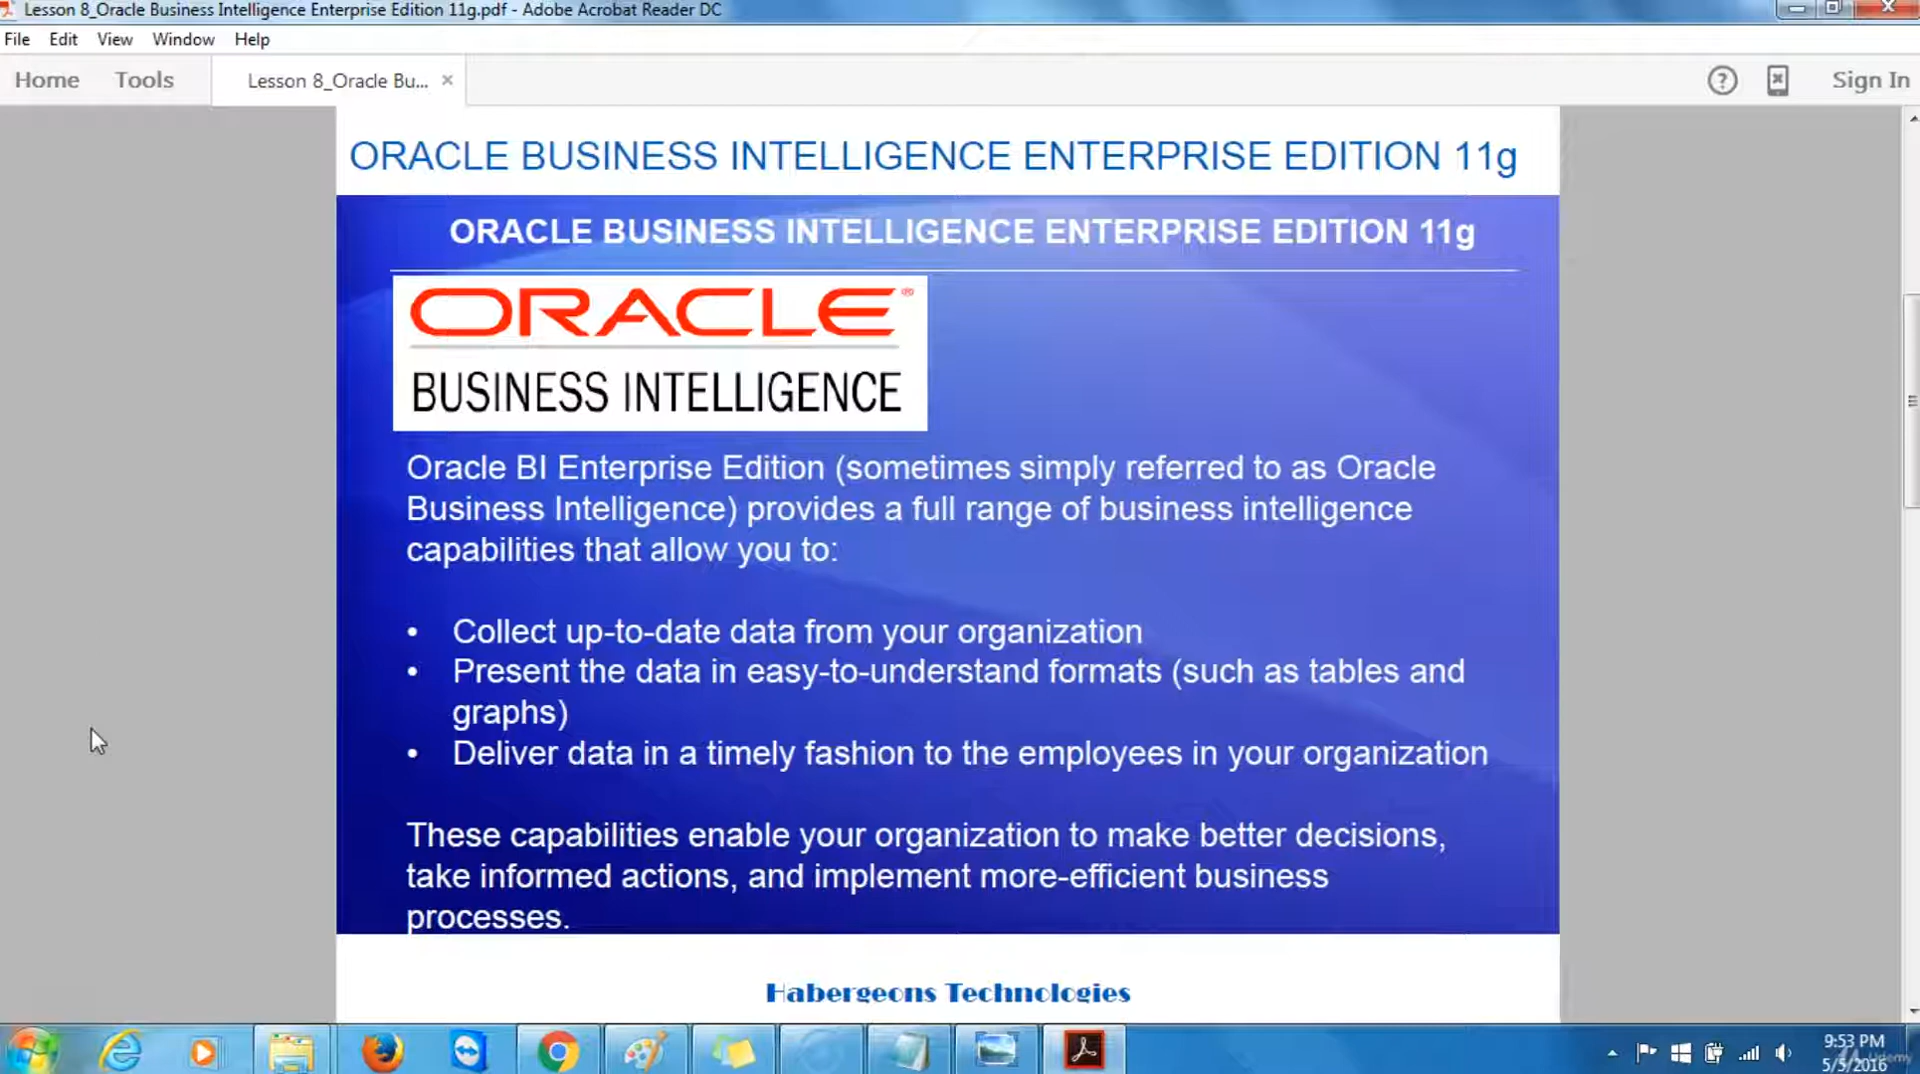 Lesson 8_Oracle Business Intelligence Enterprise Edition 11g.pdf - Adobe Acrobat Reader DC
File Edit View Window Help
Home Tools Lesson 8_Oracle Bu... × Sign In
ORACLE BUSINESS INTELLIGENCE ENTERPRISE EDITION 11g
ORACLE BUSINESS INTELLIGENCE ENTERPRISE EDITION 11g
ORACLE®
BUSINESS INTELLIGENCE
Oracle BI Enterprise Edition (sometimes simply referred to as Oracle
Business Intelligence) provides a full range of business intelligence
capabilities that allow you to:
• Collect up-to-date data from your organization
• Present the data in easy-to-understand formats (such as tables and
graphs)
• Deliver data in a timely fashion to the employees in your organization
These capabilities enable your organization to make better decisions,
take informed actions, and implement more-efficient business
processes.
Habergeons Technologies
9:53 PM
5/5/2016
Udemy